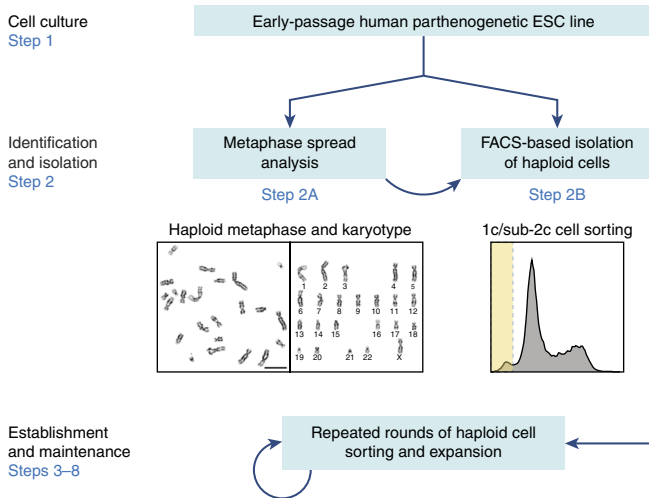 Cell culture
Step 1
Early-passage human parthenogenetic ESC line
Identification
and isolation
Step 2
Metaphase spread
analysis
FACS-based isolation
of haploid cells
Step 2A
Step 2B
Haploid metaphase and karyotype
1c/sub-2c cell sorting
1 2 3 4 5
6 7 8 9 10 11 12
13 14 15 16 17 18
19 20 21 22 X
Establishment
and maintenance
Steps 3–8
Repeated rounds of haploid cell
sorting and expansion